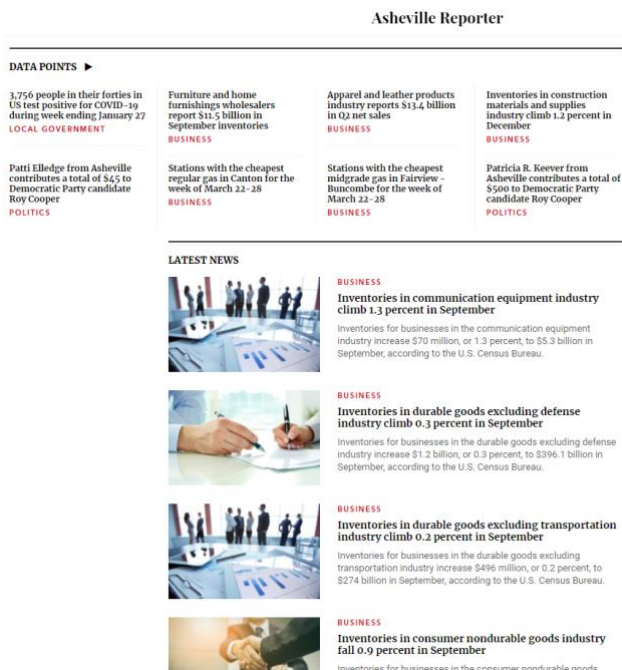 Asheville Reporter
DATA POINTS ▶
3,756 people in their forties in
US test positive for COVID-19
during week ending January 27
LOCAL GOVERNMENT
Furniture and home
furnishings wholesalers
report $11.5 billion in
September inventories
BUSINESS
Apparel and leather products
industry reports $13.4 billion
in Q2 net sales
BUSINESS
Inventories in construction
materials and supplies
industry climb 1.2 percent in
December
BUSINESS
Patti Elledge from Asheville
contributes a total of $45 to
Democratic Party candidate
Roy Cooper
POLITICS
Stations with the cheapest
regular gas in Canton for the
week of March 22-28
BUSINESS
Stations with the cheapest
midgrade gas in Fairview -
Buncombe for the week of
March 22-28
BUSINESS
Patricia R. Keever from
Asheville contributes a total of
$500 to Democratic Party
candidate Roy Cooper
POLITICS
LATEST NEWS
BUSINESS
Inventories in communication equipment industry
climb 1.3 percent in September
Inventories for businesses in the communication equipment
industry increase $70 million, or 1.3 percent, to $5.3 billion in
September, according to the U.S. Census Bureau.
BUSINESS
Inventories in durable goods excluding defense
industry climb 0.3 percent in September
Inventories for businesses in the durable goods excluding defense
industry increase $1.2 billion, or 0.3 percent, to $396.1 billion in
September, according to the U.S. Census Bureau.
BUSINESS
Inventories in durable goods excluding transportation
industry climb 0.2 percent in September
Inventories for businesses in the durable goods excluding
transportation industry increase $496 million, or 0.2 percent, to
$274 billion in September, according to the U.S. Census Bureau.
BUSINESS
Inventories in consumer nondurable goods industry
fall 0.9 percent in September
Inventories for businesses in the consumer nondurable goods